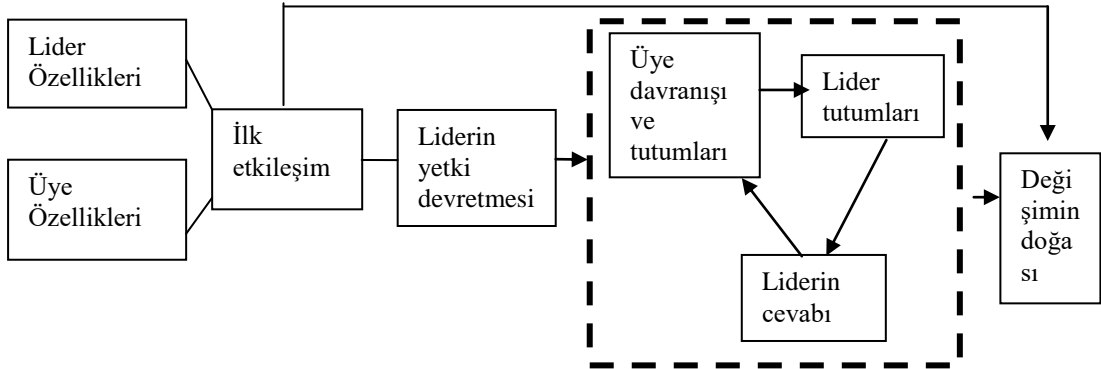 Lider
Özellikleri
Üye
Özellikleri
İlk
etkileşim
Liderin
yetki
devretmesi
Üye
davranışı
ve
tutumları
Lider
tutumları
Liderin
cevabı
Deği
şimin
doğa
sı